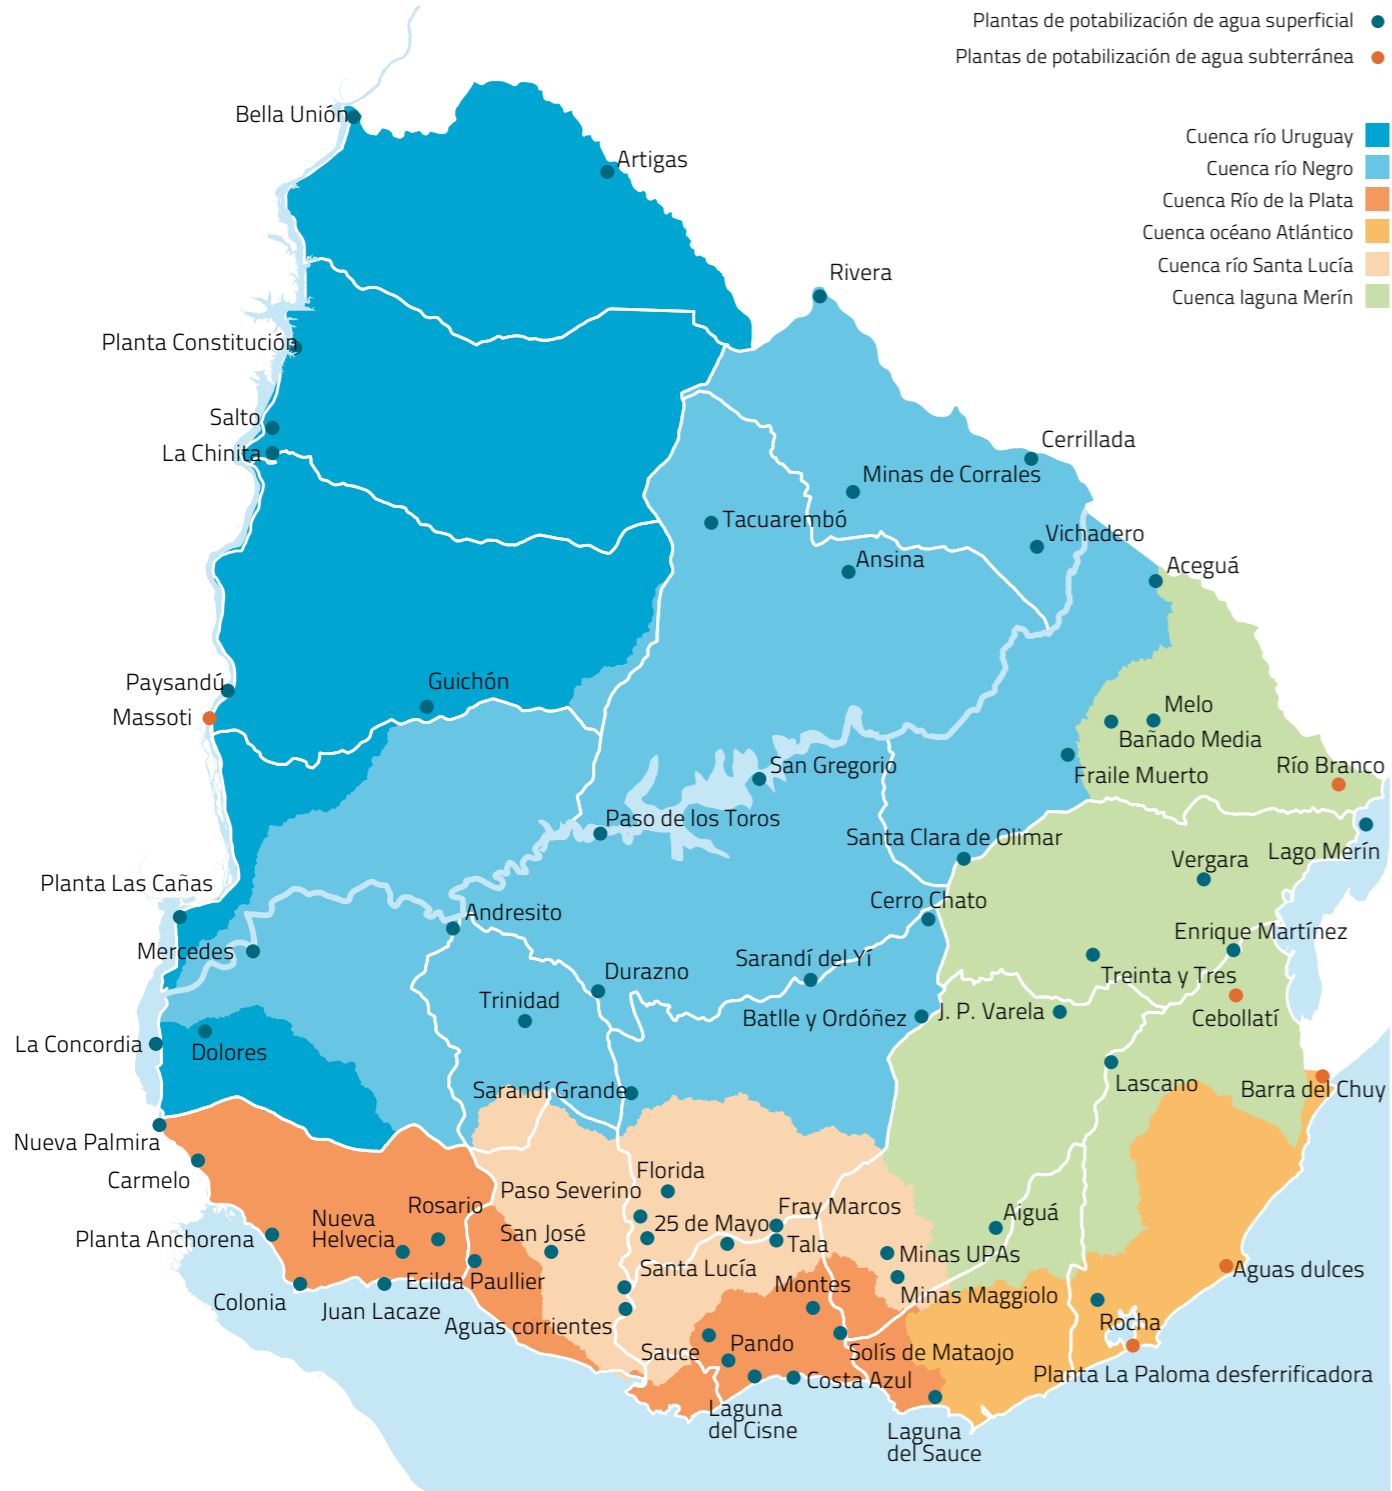 Plantas de potabilización de agua superficial
Plantas de potabilización de agua subterránea
Cuenca río Uruguay
Cuenca río Negro
Cuenca Río de la Plata
Cuenca océano Atlántico
Cuenca río Santa Lucía
Cuenca laguna Merín
Bella Unión
Artigas
Rivera
Planta Constitución
Salto
La Chinita
Cerrillada
Minas de Corrales
Tacuarembó
Vichadero
Ansina
Aceguá
Paysandú
Guichón
Massoti
Melo
Bañado Media
San Gregorio
Fraile Muerto
Río Branco
Paso de los Toros
Santa Clara de Olimar
Vergara
Lago Merín
Planta Las Cañas
Cerro Chato
Andresito
Enrique Martínez
Mercedes
Sarandí del Yí
Durazno
Treinta y Tres
Trinidad
Batlle y Ordóñez
J. P. Varela
Cebollatí
La Concordia
Dolores
Sarandí Grande
Lascano
Barra del Chuy
Nueva Palmira
Carmelo
Florida
Paso Severino
Rosario
Fray Marcos
Aiguá
Nueva
Helvecia
San José
25 de Mayo
Planta Anchorena
Tala
Minas UPAs
Santa Lucía
Aguas dulces
Ecilda Paullier
Montes
Minas Maggiolo
Colonia
Juan Lacaze
Aguas corrientes
Rocha
Sauce
Pando
Solís de Mataojo
Planta La Paloma desferrificadora
Costa Azul
Laguna
del Cisne
Laguna
del Sauce